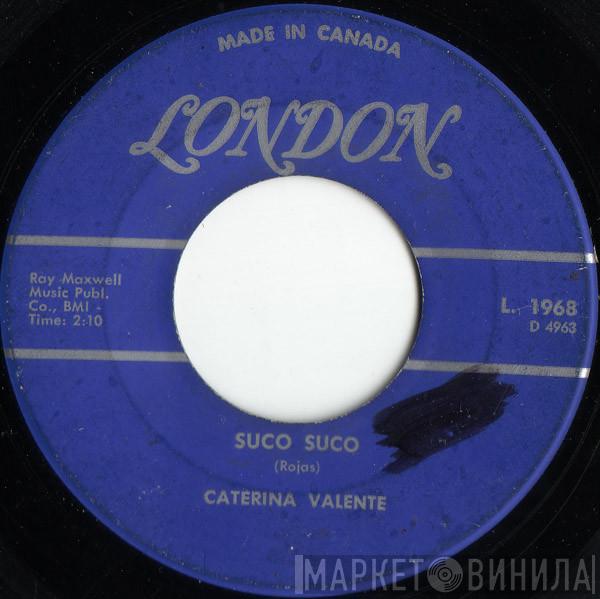 MADE IN CANADA
LONDON
Ray Maxwell
Music Publ.
Co., BMI -
Time: 2:10
L. 1968
D 4963
SUCO SUCO
(Rojas)
CATERINA VALENTE
МАРКЕТ ВИНИЛА